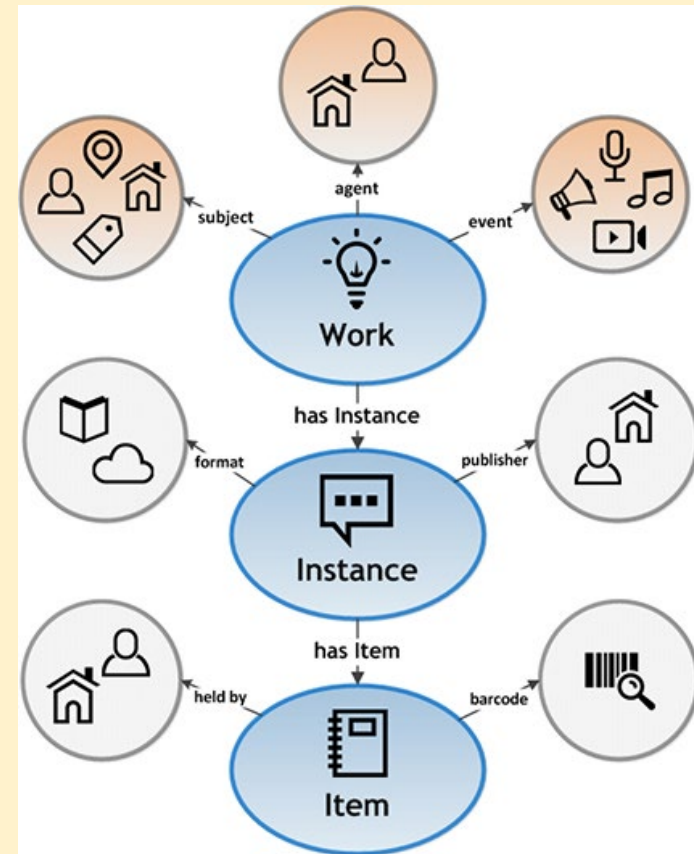 agent
subject
event
Work
has Instance
format
publisher
Instance
has Item
held by
barcode
Item